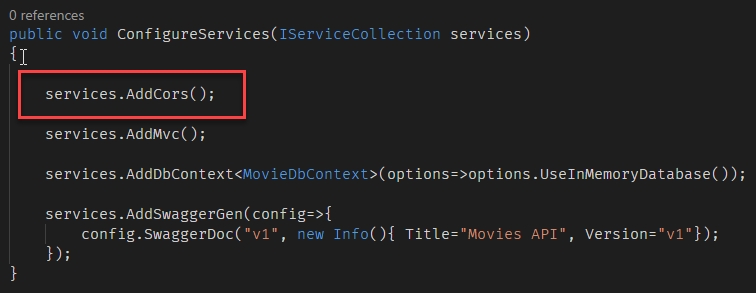 0 references
public void ConfigureServices(IServiceCollection services)
{
services.AddCors();
services.AddMvc();
services.AddDbContext<MovieDbContext>(options=>options.UseInMemoryDatabase());
services.AddSwaggerGen(config=>{
config.SwaggerDoc("v1", new Info(){ Title="Movies API", Version="v1"});
});
}